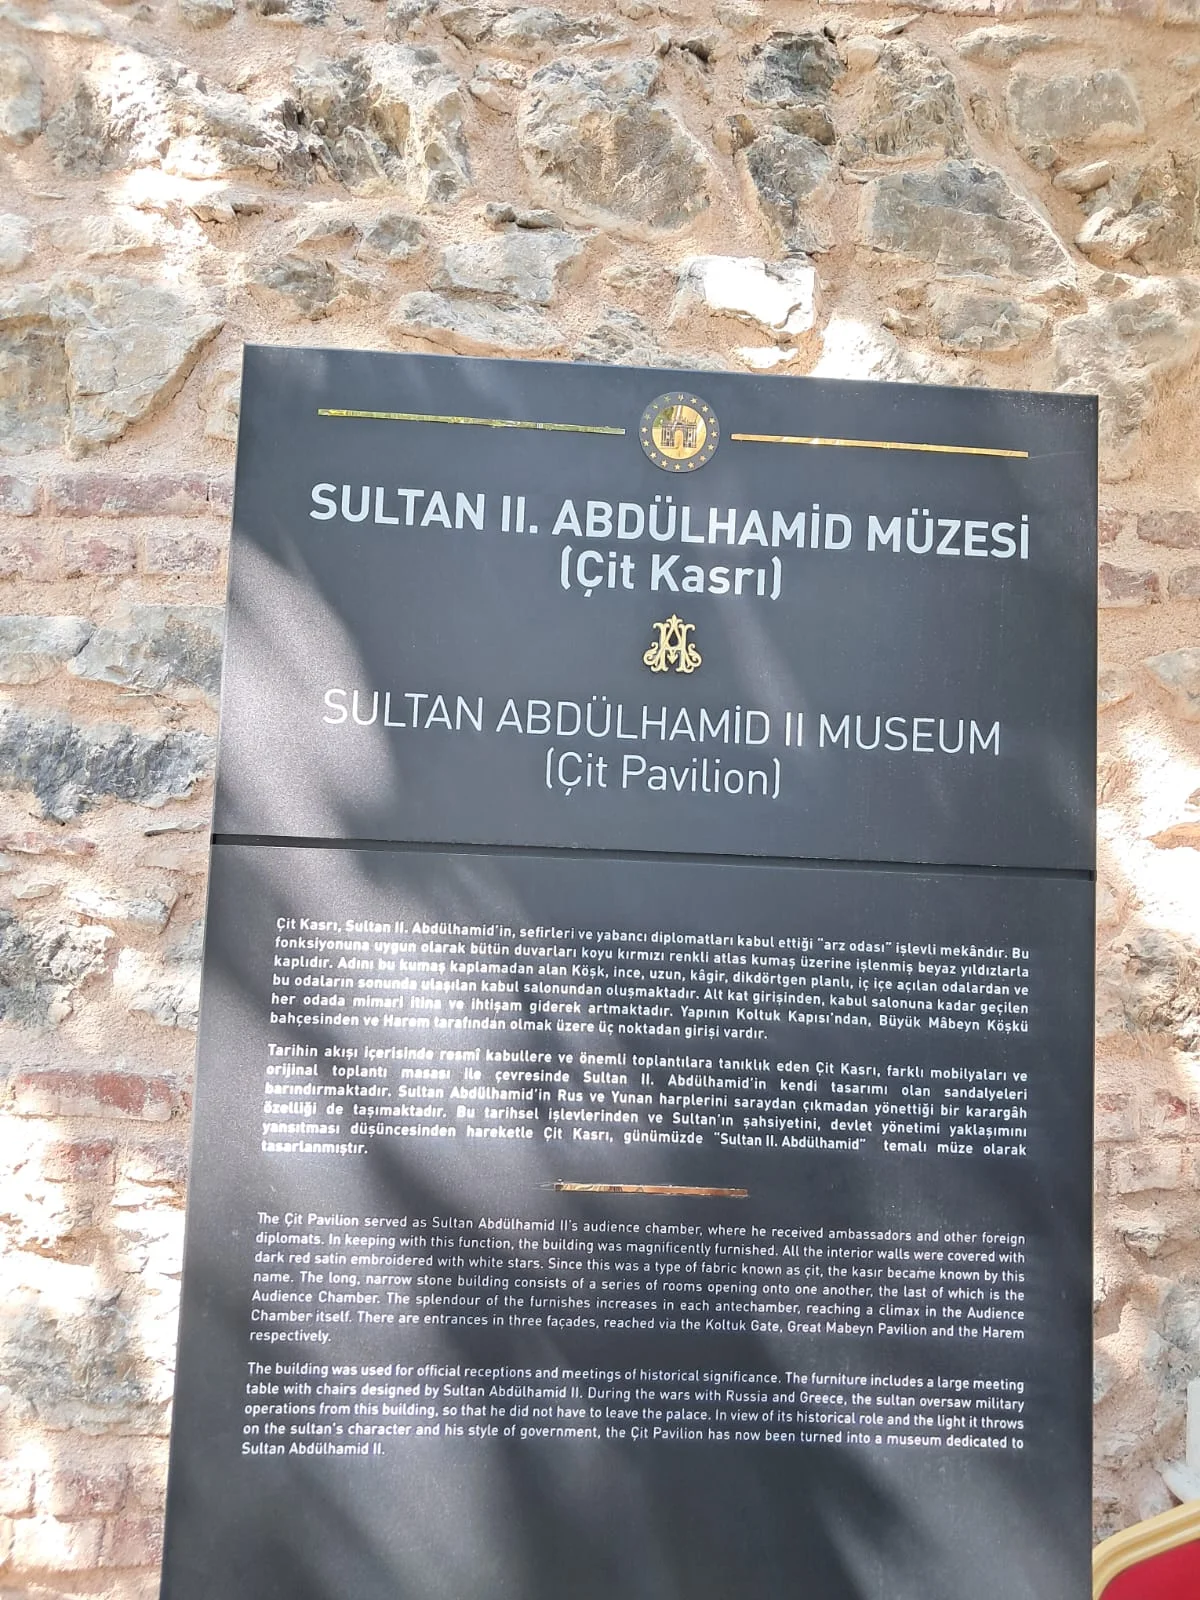 SULTAN II. ABDÜLHAMİD MÜZESİ
(Çit Kasrı)
SULTAN ABDÜLHAMİD II MUSEUM
(Çit Pavilion)
Çit Kasrı, Sultan II. Abdülhamid'in, sefirleri ve yabancı diplomatları kabul ettiği "arz odası" işlevli mekândır. Bu
fonksiyonuna uygun olarak bütün duvarları koyu kırmızı renkli atlas kumaş üzerine işlenmiş beyaz yıldızlarla
kaplıdır. Adını bu kumaş kaplamadan alan Köşk, ince, uzun, kâgir, dikdörtgen planlı, iç içe açılan odalardan ve
bu odaların sonunda ulaşılan kabul salonundan oluşmaktadır. Alt kat girişinden, kabul salonuna kadar geçilen
her odada mimari itina ve ihtişam giderek artmaktadır. Yapının Koltuk Kapısı'ndan, Büyük Mâbeyn Köşkü
bahçesinden ve Harem tarafından olmak üzere üç noktadan girişi vardır.
Tarihin akışı içerisinde resmî kabullere ve önemli toplantılara tanıklık eden Çit Kasrı, farklı mobilyaları ve
orijinal toplantı masası ile çevresinde Sultan II. Abdülhamid'in kendi tasarımı olan sandalyeleri
barındırmaktadır. Sultan Abdülhamid'in Rus ve Yunan harplerini saraydan çıkmadan yönettiği bir karargâh
özelliği de taşımaktadır. Bu tarihsel işlevlerinden ve Sultan'ın şahsiyetini, devlet yönetimi yaklaşımını
yansıtması düşüncesinden hareketle Çit Kasrı, günümüzde "Sultan II. Abdülhamid" temalı müze olarak
tasarlanmıştır.
The Çit Pavilion served as Sultan Abdülhamid II's audience chamber, where he received ambassadors and other foreign
diplomats. In keeping with this function, the building was magnificently furnished. All the interior walls were covered with
dark red satin embroidered with white stars. Since this was a type of fabric known as çit, the kasır became known by this
name. The long, narrow stone building consists of a series of rooms opening onto one another, the last of which is the
Audience Chamber. The splendour of the furnishes increases in each antechamber, reaching a climax in the Audience
Chamber itself. There are entrances in three façades, reached via the Koltuk Gate, Great Mabeyn Pavilion and the Harem
respectively.
The building was used for official receptions and meetings of historical significance. The furniture includes a large meeting
table with chairs designed by Sultan Abdülhamid II. During the wars with Russia and Greece, the sultan oversaw military
operations from this building, so that he did not have to leave the palace. In view of its historical role and the light it throws
on the sultan's character and his style of government, the Çit Pavilion has now been turned into a museum dedicated to
Sultan Abdülhamid II.